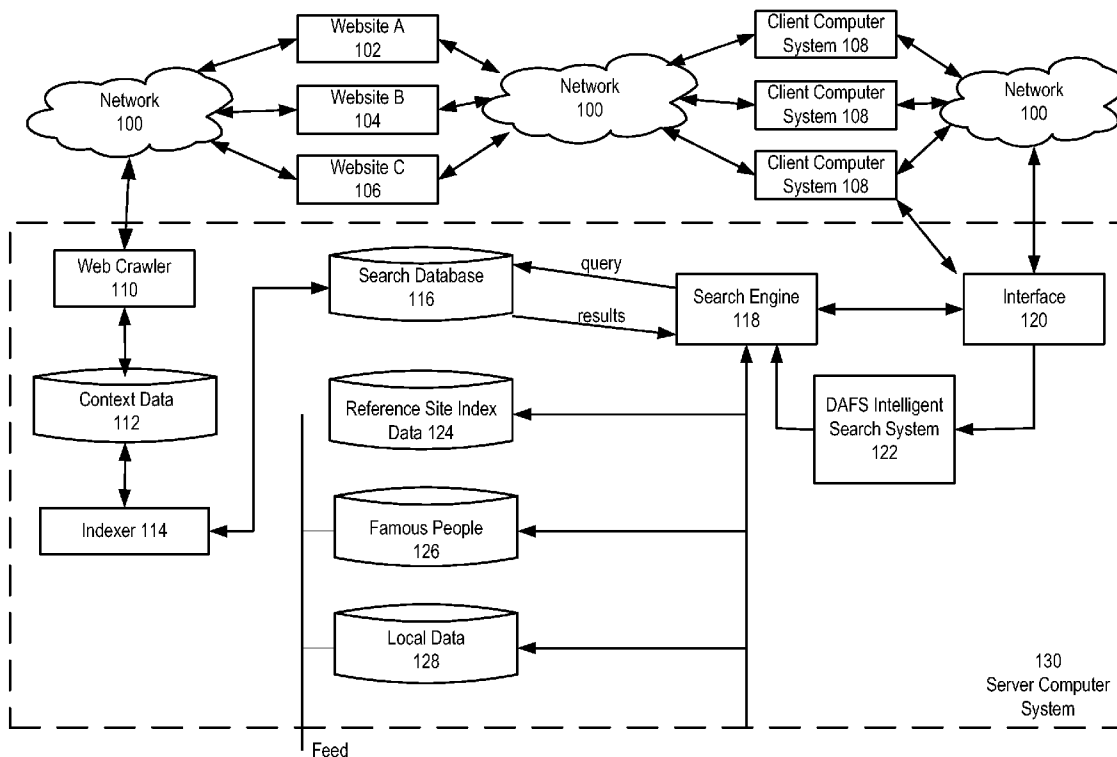 Website A
102
Client Computer
System 108
Network
100
Website B
104
Network
100
Client Computer
System 108
Network
100
Website C
106
Client Computer
System 108
Web Crawler
110
Search Database
116
query
results
Search Engine
118
Interface
120
Context Data
112
Reference Site Index
Data 124
DAFS Intelligent
Search System
122
Indexer 114
Famous People
126
Local Data
128
130
Server Computer
System
Feed